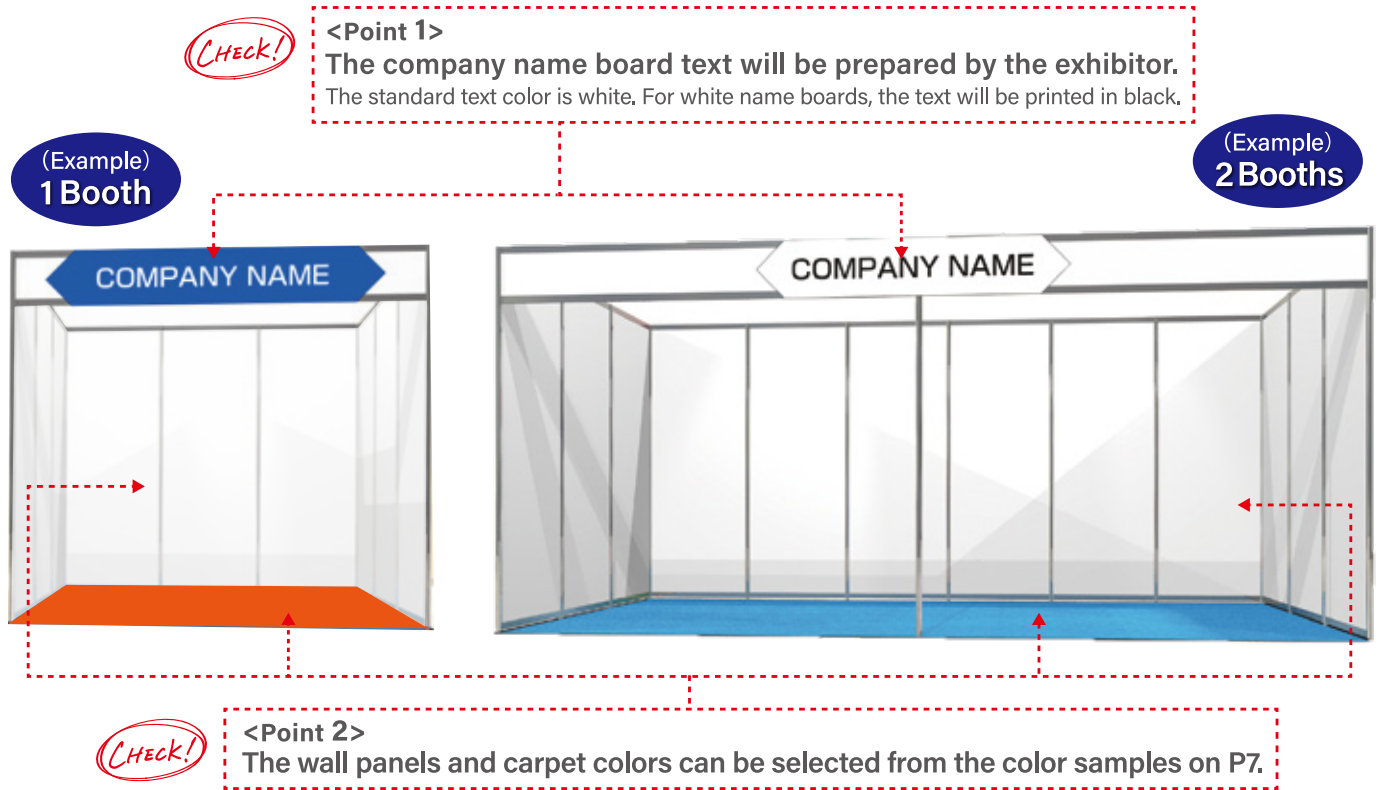 CHECK!
<Point 1>
The company name board text will be prepared by the exhibitor.
The standard text color is white. For white name boards, the text will be printed in black.
(Example)
1 Booth
(Example)
2 Booths
COMPANY NAME
COMPANY NAME
CHECK!
<Point 2>
The wall panels and carpet colors can be selected from the color samples on P7.